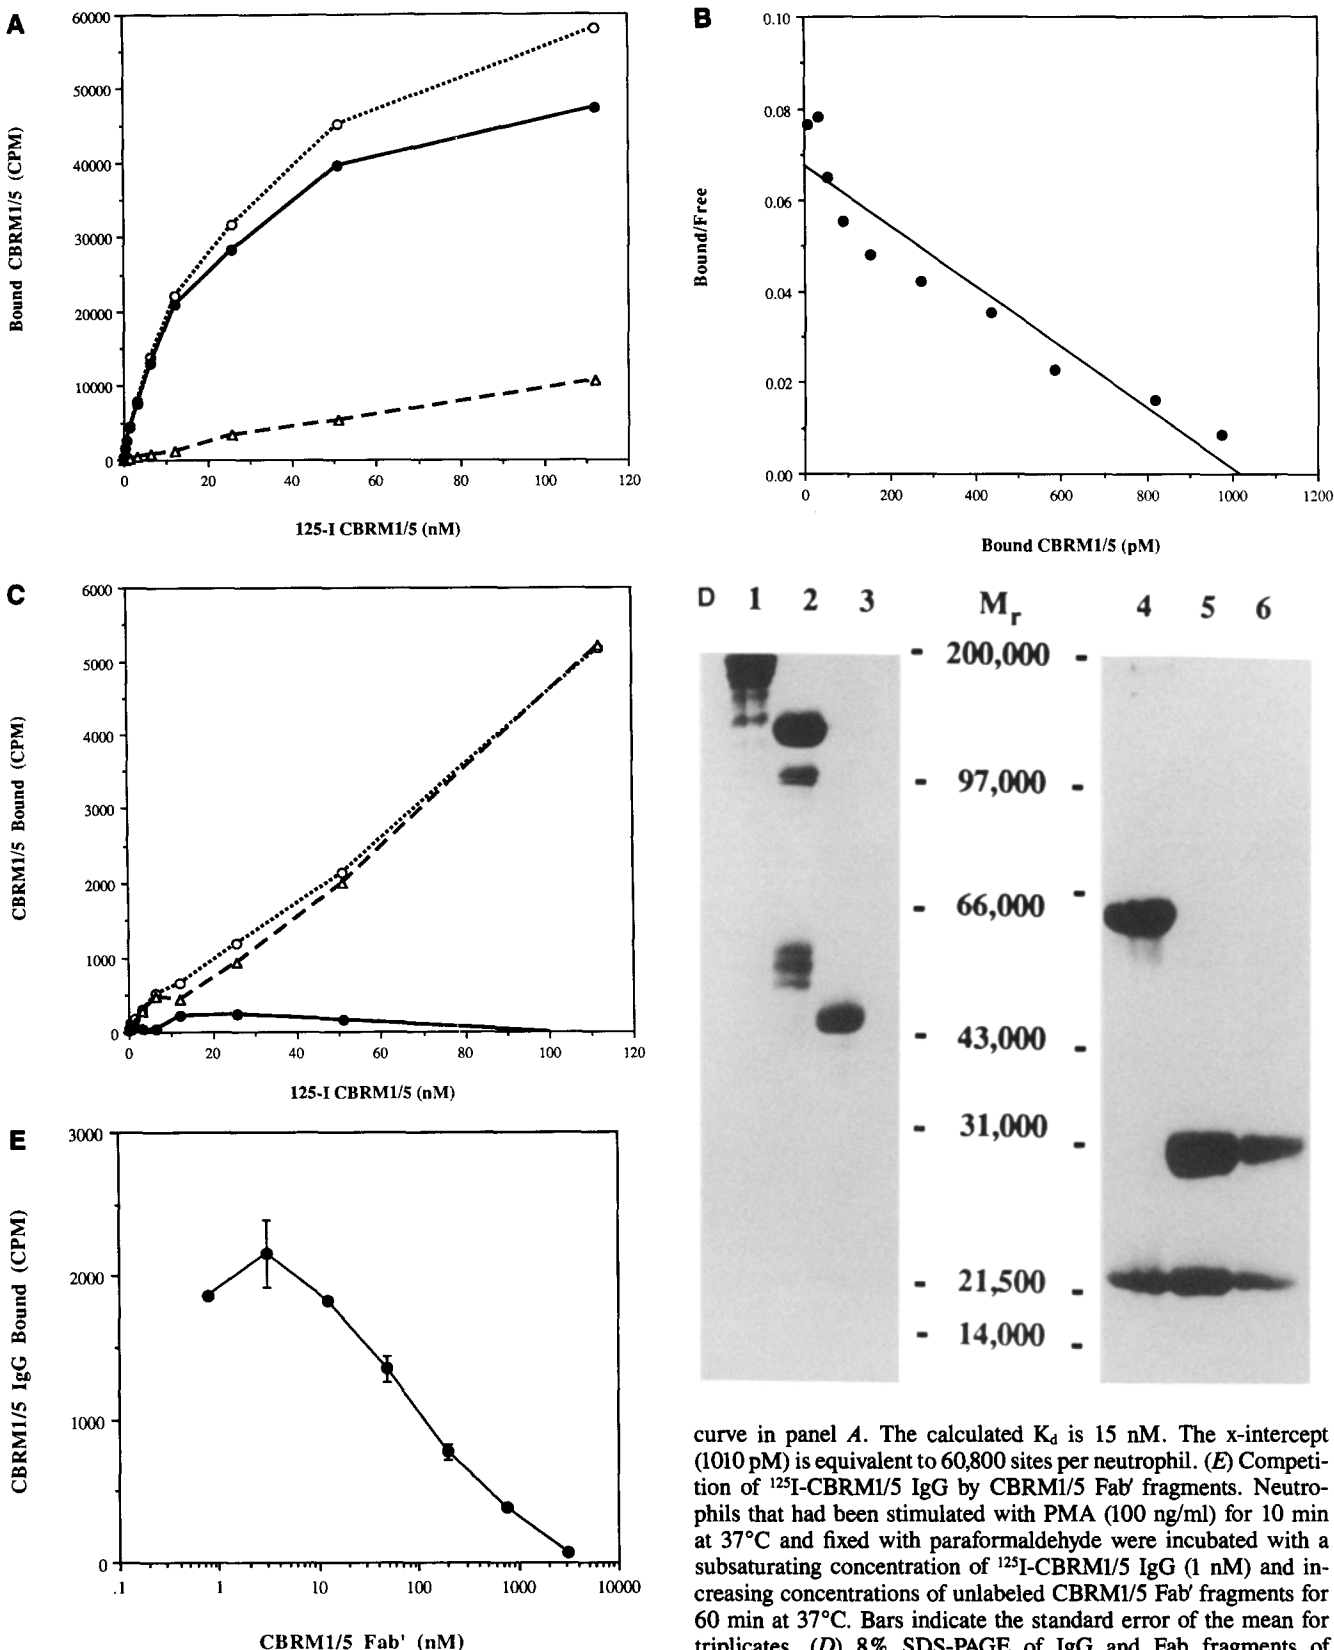 A
60000
50000
40000
30000
20000
10000
0
Bound CBRM1/5 (CPM)
0 20 40 60 80 100 120
125-I CBRM1/5 (nM)
B
0.10
0.08
0.06
0.04
0.02
0.00
Bound/Free
0 200 400 600 800 1000 1200
Bound CBRM1/5 (pM)
C
6000
5000
4000
3000
2000
1000
0
CBRM1/5 Bound (CPM)
0 20 40 60 80 100 120
125-I CBRM1/5 (nM)
D 1 2 3 Mr 4 5 6
- 200,000 -
- 97,000 -
- 66,000 -
- 43,000 -
- 31,000 -
- 21,500 -
- 14,000 -
E
3000
2000
1000
0
CBRM1/5 IgG Bound (CPM)
.1 1 10 100 1000 10000
CBRM1/5 Fab' (nM)
curve in panel A. The calculated Kd is 15 nM. The x-intercept
(1010 pM) is equivalent to 60,800 sites per neutrophil. (E) Competi-
tion of 125I-CBRM1/5 IgG by CBRM1/5 Fab' fragments. Neutro-
phils that had been stimulated with PMA (100 ng/ml) for 10 min
at 37°C and fixed with paraformaldehyde were incubated with a
subsaturating concentration of 125I-CBRM1/5 IgG (1 nM) and in-
creasing concentrations of unlabeled CBRM1/5 Fab' fragments for
60 min at 37°C. Bars indicate the standard error of the mean for
triplicates. (D) 8% SDS-PAGE of IgG and Fab fragments of